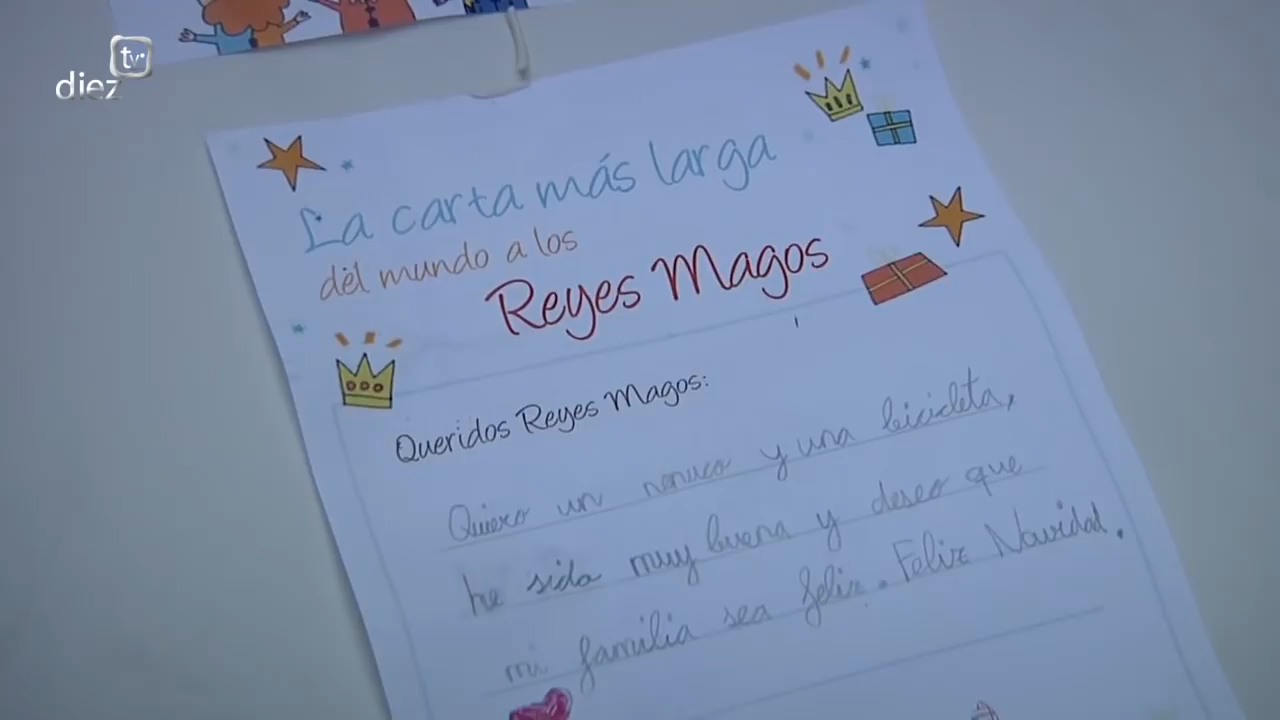 diez tv
La carta más larga
del mundo a los
Reyes Magos
Queridos Reyes Magos:
Quiero un nenuco y una bicicleta,
he sido muy buena y deseo que
mi familia sea feliz. Feliz Navidad.